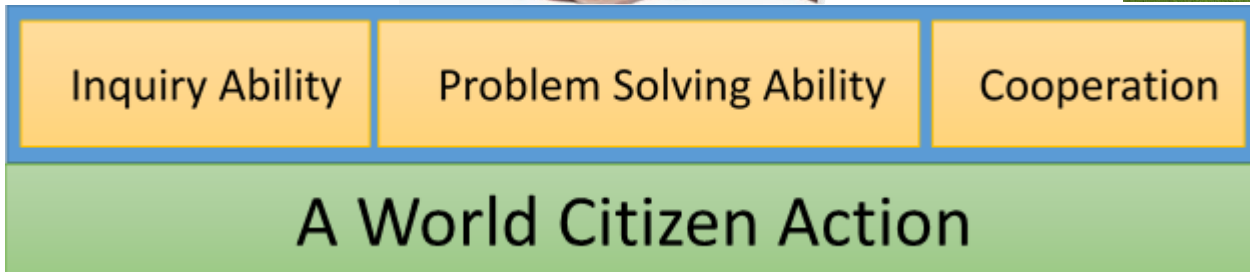 Inquiry Ability Problem Solving Ability Cooperation
A World Citizen Action